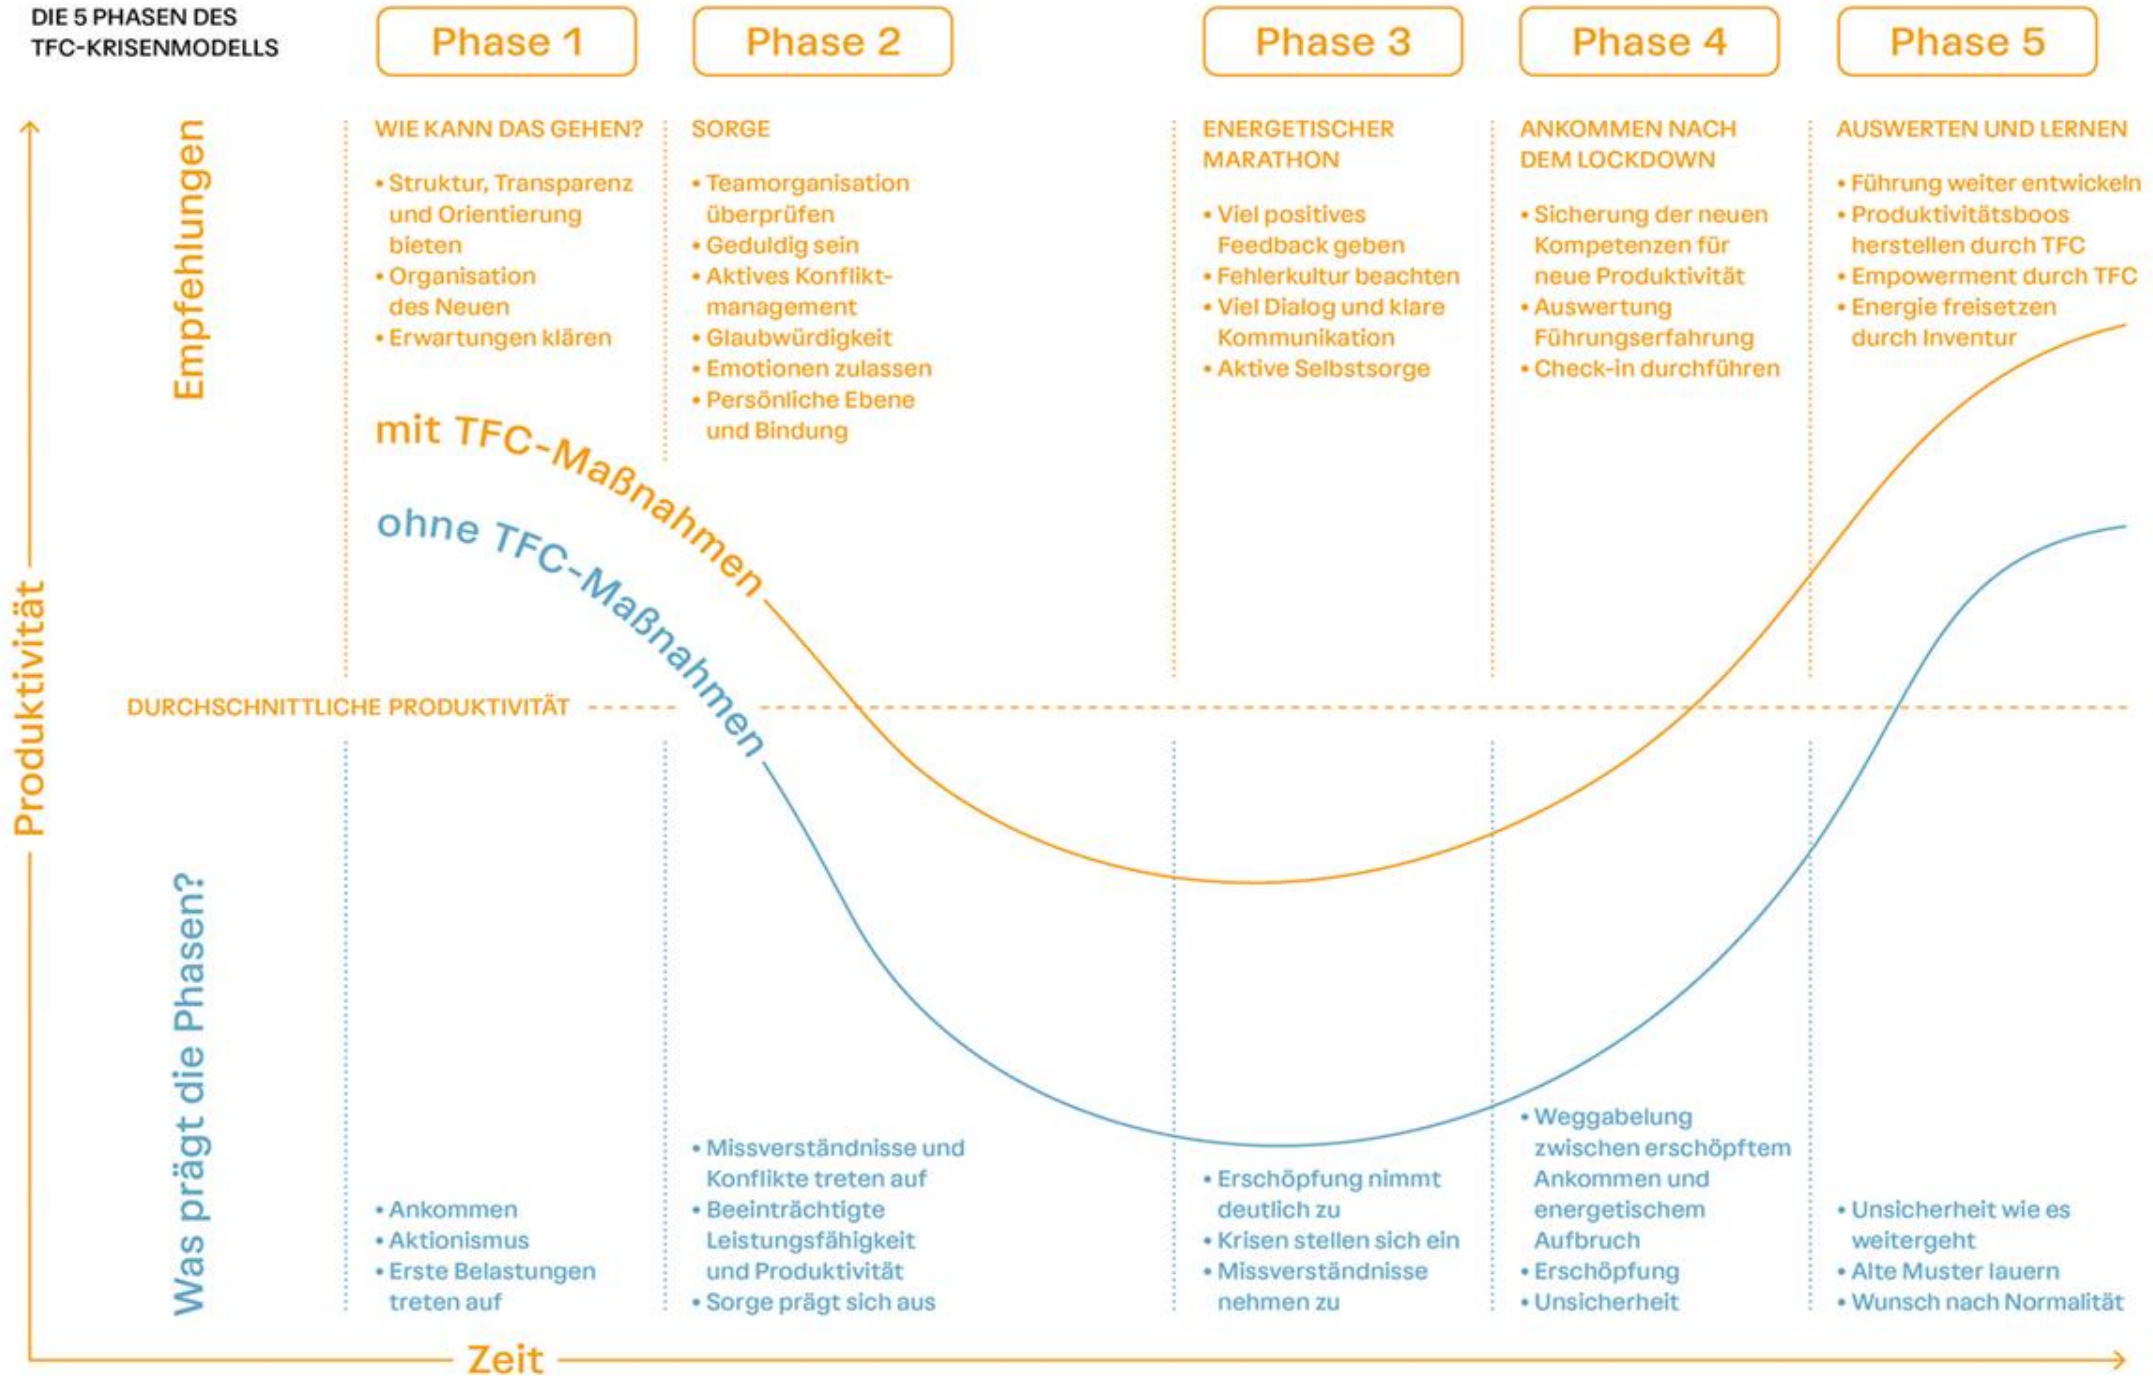 DIE 5 PHASEN DES
TFC-KRISENMODELLS
Phase 1
Phase 2
Phase 3
Phase 4
Phase 5
Empfehlungen
WIE KANN DAS GEHEN?
• Struktur, Transparenz
und Orientierung
bieten
• Organisation
des Neuen
• Erwartungen klären
SORGE
• Teamorganisation
überprüfen
• Geduldig sein
• Aktives Konflikt-
management
• Glaubwürdigkeit
• Emotionen zulassen
• Persönliche Ebene
und Bindung
ENERGETISCHER
MARATHON
• Viel positives
Feedback geben
• Fehlerkultur beachten
• Viel Dialog und klare
Kommunikation
• Aktive Selbstsorge
ANKOMMEN NACH
DEM LOCKDOWN
• Sicherung der neuen
Kompetenzen für
neue Produktivität
• Auswertung
Führungserfahrung
• Check-in durchführen
AUSWERTEN UND LERNEN
• Führung weiter entwickeln
• Produktivitätsboos
herstellen durch TFC
• Empowerment durch TFC
• Energie freisetzen
durch Inventur
mit TFC-Maßnahmen
ohne TFC-Maßnahmen
Produktivität
DURCHSCHNITTLICHE PRODUKTIVITÄT
Was prägt die Phasen?
• Ankommen
• Aktionismus
• Erste Belastungen
treten auf
• Missverständnisse und
Konflikte treten auf
• Beeinträchtigte
Leistungsfähigkeit
und Produktivität
• Sorge prägt sich aus
• Erschöpfung nimmt
deutlich zu
• Krisen stellen sich ein
• Missverständnisse
nehmen zu
• Weggabelung
zwischen erschöpftem
Ankommen und
energetischem
Aufbruch
• Erschöpfung
• Unsicherheit
• Unsicherheit wie es
weitergeht
• Alte Muster lauern
• Wunsch nach Normalität
Zeit